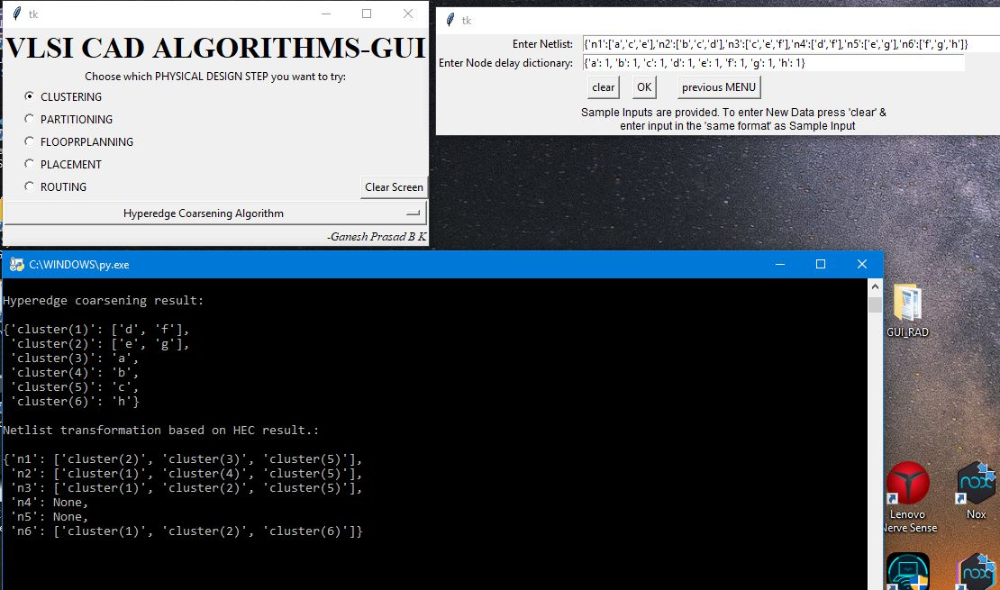 tk
VLSI CAD ALGORITHMS-GUI
Choose which PHYSICAL DESIGN STEP you want to try:
CLUSTERING
PARTITIONING
FLOOPRPLANNING
PLACEMENT
ROUTING
Clear Screen
Hyperedge Coarsening Algorithm
-Ganesh Prasad B K
tk
Enter Netlist: {'n1':['a','c','e'],'n2':['b','c','d'],'n3':['c','e','f'],'n4':['d','f'],'n5':['e','g'],'n6':['f','g','h']}
Enter Node delay dictionary: {'a': 1, 'b': 1, 'c': 1, 'd': 1, 'e': 1, 'f': 1, 'g': 1, 'h': 1}
clear OK previous MENU
Sample Inputs are provided. To enter New Data press 'clear' &
enter input in the 'same format' as Sample Input
C:\WINDOWS\py.exe
Hyperedge coarsening result:
{'cluster(1)': ['d', 'f'],
'cluster(2)': ['e', 'g'],
'cluster(3)': 'a',
'cluster(4)': 'b',
'cluster(5)': 'c',
'cluster(6)': 'h'}
Netlist transformation based on HEC result.:
{'n1': ['cluster(2)', 'cluster(3)', 'cluster(5)'],
'n2': ['cluster(1)', 'cluster(4)', 'cluster(5)'],
'n3': ['cluster(1)', 'cluster(2)', 'cluster(5)'],
'n4': None,
'n5': None,
'n6': ['cluster(1)', 'cluster(2)', 'cluster(6)']}
GUI_RAD
Lenovo
Nerve Sense
nox
Nox
nox